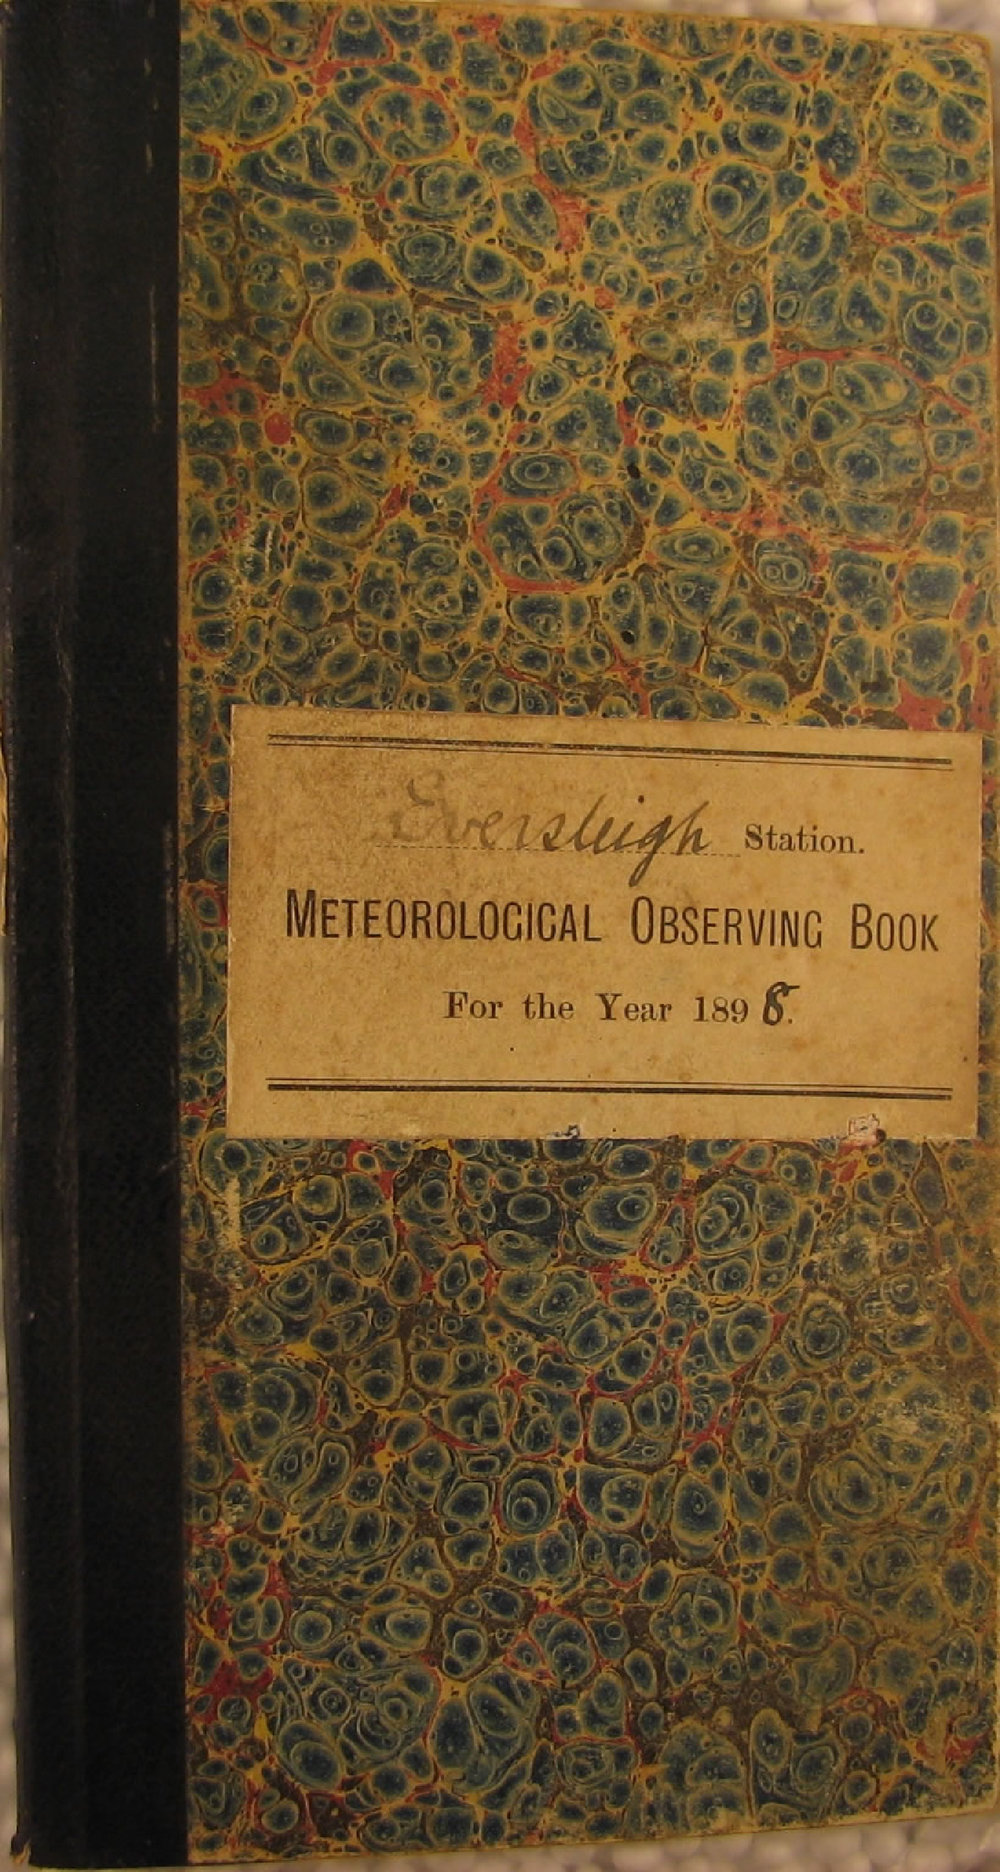 Eversleigh Station.
METEOROLOGICAL OBSERVING BOOK
For the Year 1898.